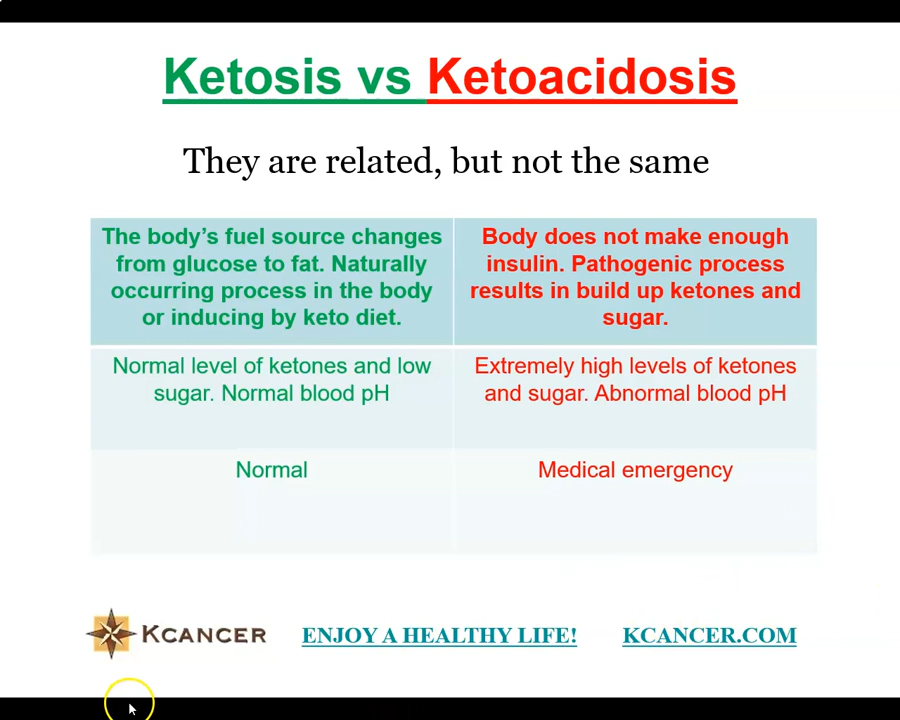 Ketosis vs Ketoacidosis
They are related, but not the same
The body's fuel source changes
from glucose to fat. Naturally
occurring process in the body
or inducing by keto diet.
Body does not make enough
insulin. Pathogenic process
results in build up ketones and
sugar.
Normal level of ketones and low
sugar. Normal blood pH
Extremely high levels of ketones
and sugar. Abnormal blood pH
Normal
Medical emergency
KCANCER
ENJOY A HEALTHY LIFE!
KCANCER.COM